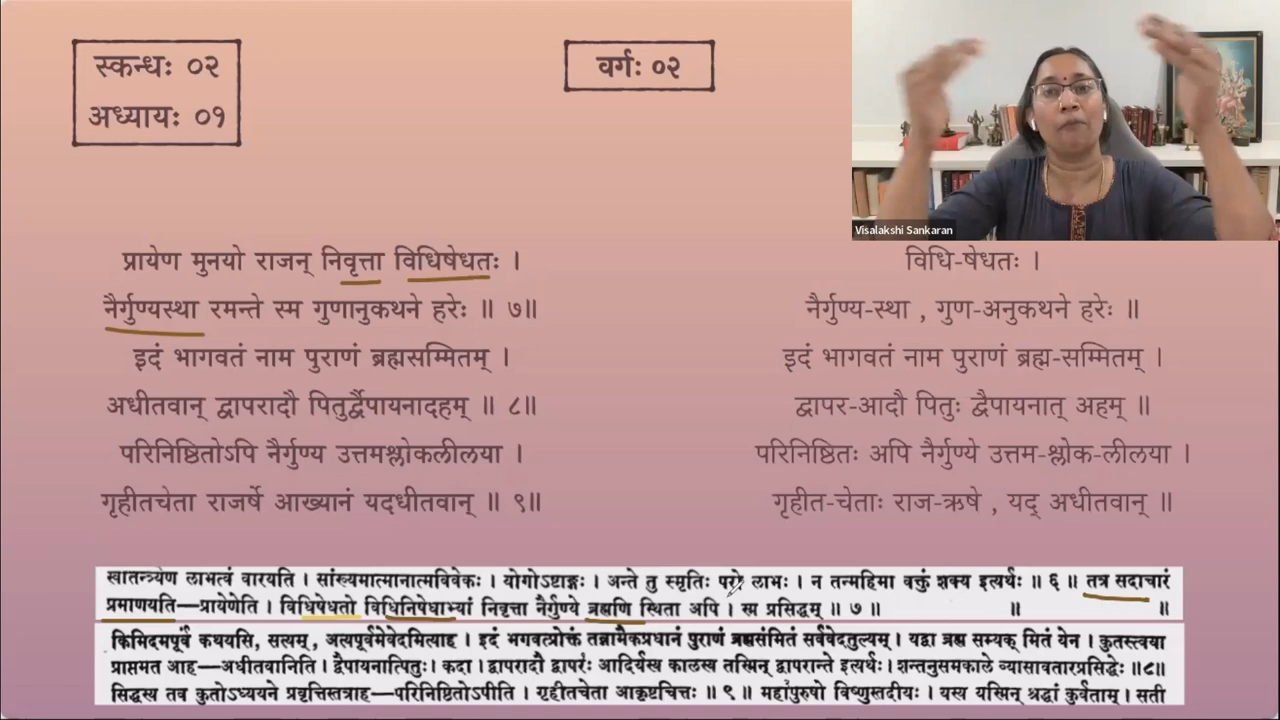 स्कन्धः ०२
अध्यायः ०१
वर्गः ०२
Visalakshi Sankaran
प्रायेण मुनयो राजन् निवृत्ता विधिषेधतः ।
नैर्गुण्यस्था रमन्ते स्म गुणानुकथने हरेः ॥ ७॥
इदं भागवतं नाम पुराणं ब्रह्मसम्मितम् ।
अधीतवान् द्वापरादौ पितुर्द्वैपायनादहम् ॥ ८॥
परिनिष्ठितोऽपि नैर्गुण्य उत्तमश्लोकलीलया ।
गृहीतचेता राजर्षे आख्यानं यदधीतवान् ॥ ९॥
विधि-षेधतः ।
नैर्गुण्य-स्था , गुण-अनुकथने हरेः ॥
इदं भागवतं नाम पुराणं ब्रह्म-सम्मितम् ।
द्वापर-आदौ पितुः द्वैपायनात् अहम् ॥
परिनिष्ठितः अपि नैर्गुण्ये उत्तम-श्लोक-लीलया ।
गृहीत-चेताः राज-ऋषे , यद् अधीतवान् ॥
स्वातन्त्र्येण लाभत्वं वारयति । सांख्यमात्मानात्मविवेकः । योगोऽष्टाङ्गः । अन्ते तु स्मृतिः परो लाभः । न तन्महिमा वक्तुं शक्य इत्यर्थः ॥ ६ ॥ तत्र सदाचारं
प्रमाणयति—प्रायेणेति । विधिषेधतो विधिनिषेधाभ्यां निवृत्ता नैर्गुण्ये ब्रह्मणि स्थिता अपि । स्म प्रसिद्धम् ॥ ७ ॥ ॥ ॥
किमिदमपूर्वं कथयसि, सत्यम्, अत्यपूर्वमेवेदमित्याह । इदं भगवत्प्रोक्तं तन्नामैकप्रधानं पुराणं ब्रह्मसंमितं सर्ववेदतुल्यम् । यद्वा ब्रह्म सम्यक् मितं येन । कुतस्त्वया
प्राप्तमत आह—अधीतवानिति । द्वैपायनात्पितुः । कदा । द्वापरादौ द्वापरः आदिर्यस्य कालस्य तस्मिन् द्वापरान्ते इत्यर्थः । शन्तनुसमकाले व्यासावतारप्रसिद्धेः ॥८॥
सिद्धस्य तव कुतोऽध्ययने प्रवृत्तिस्तत्राह—परिनिष्ठितोऽपीति । गृहीतचेता आकृष्टचित्तः ॥ ९ ॥ महापुरुषो विष्णुस्तदीयः । यस्य यस्मिन् श्रद्धां कुर्वताम् । सती